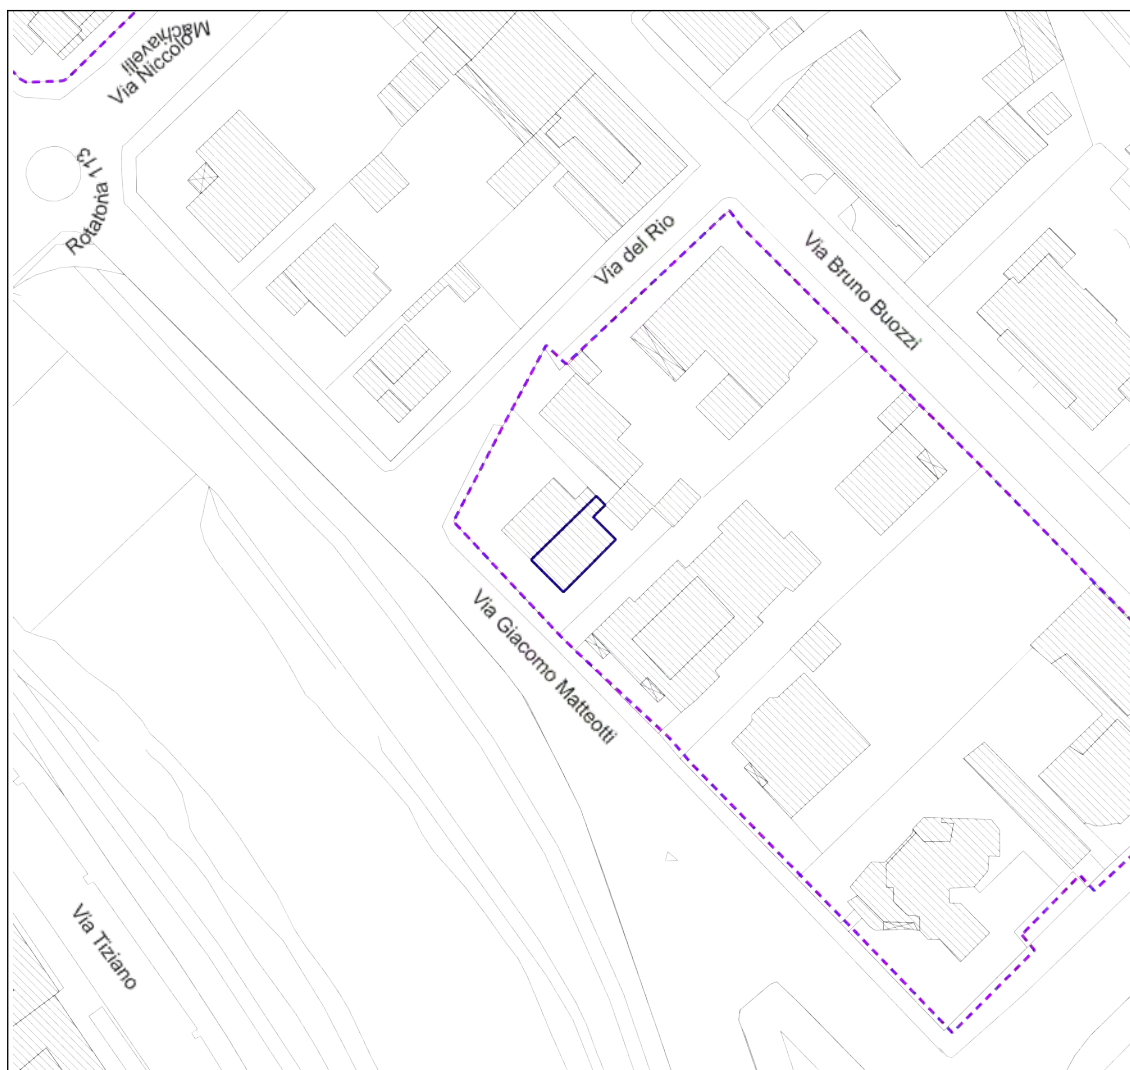 Via Niccolò
Machiavelli
Rotatoria 113
Via del Rio
Via Bruno Buozzi
Via Giacomo Matteotti
Via Tiziano